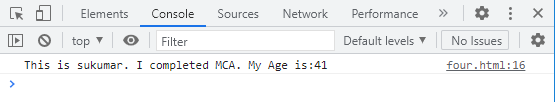 Elements Console Sources Network Performance »
top ▾ Filter Default levels ▾ No Issues
This is sukumar. I completed MCA. My Age is:41 four.html:16
>